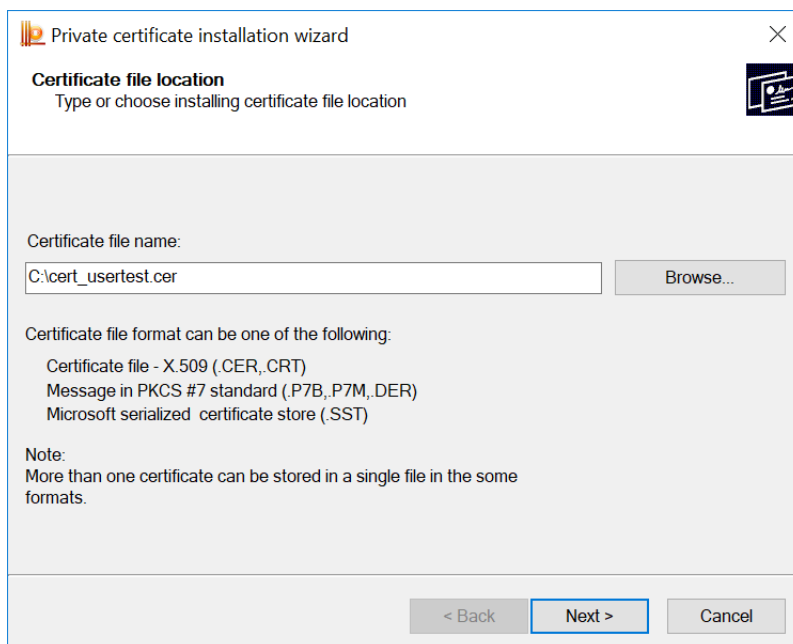 Private certificate installation wizard
Certificate file location
Type or choose installing certificate file location
Certificate file name:
C:\cert_usertest.cer
Browse...
Certificate file format can be one of the following:
Certificate file - X.509 (.CER,.CRT)
Message in PKCS #7 standard (.P7B,.P7M,.DER)
Microsoft serialized certificate store (.SST)
Note:
More than one certificate can be stored in a single file in the some
formats.
< Back
Next >
Cancel